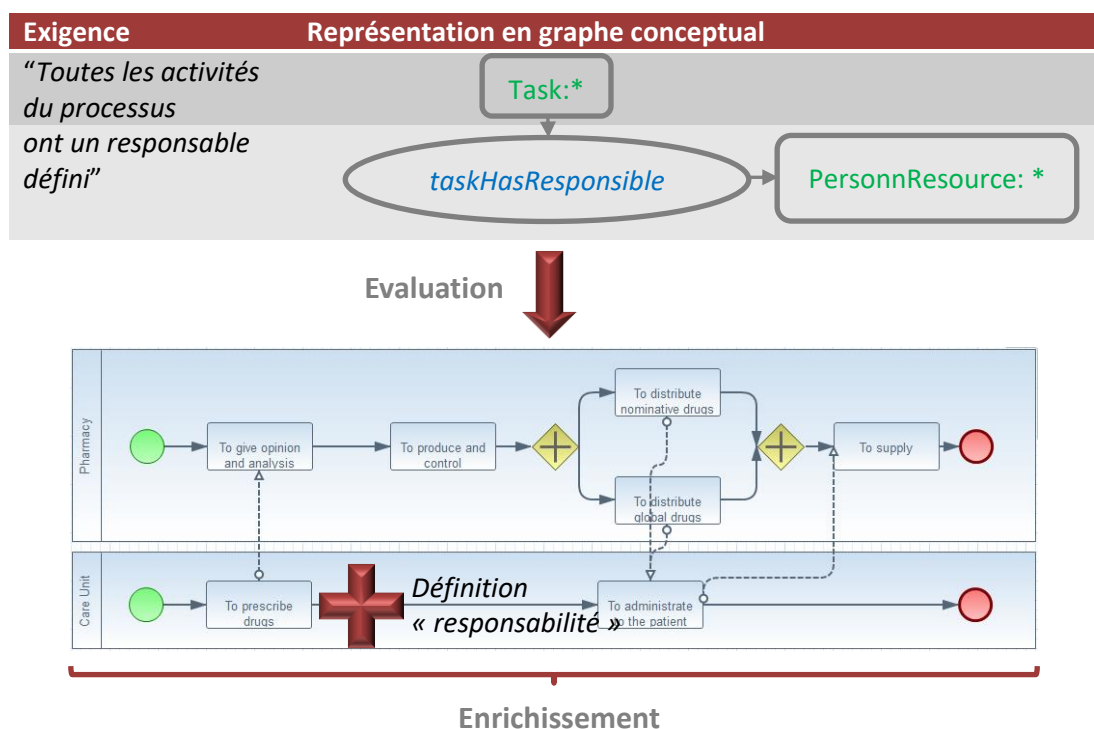 Exigence Représentation en graphe conceptual
“Toutes les activités
du processus
ont un responsable
défini”
Task:*
taskHasResponsible
PersonnResource: *
Evaluation
Pharmacy
To give opinion
and analysis
To produce and
control
To distribute
nominative drugs
To distribute
global drugs
To supply
Care Unit
To prescribe
drugs
Définition
« responsabilité »
To administrate
to the patient
Enrichissement